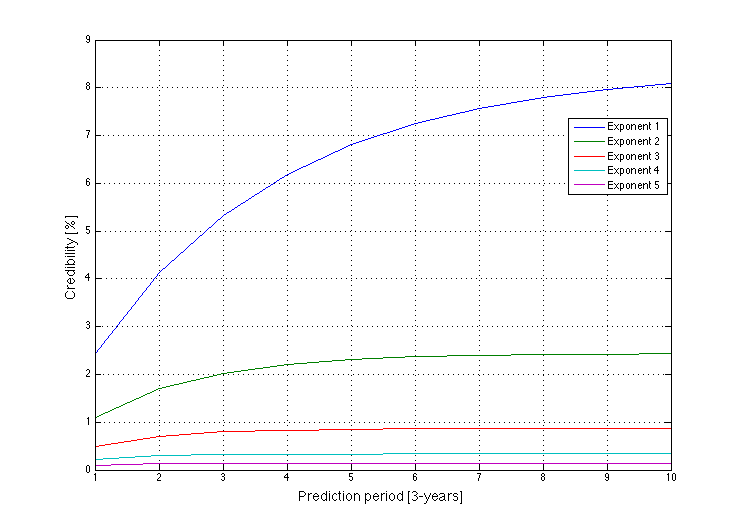 9
8
7
6
5
4
3
2
1
0
Credibility [%]
Exponent 1
Exponent 2
Exponent 3
Exponent 4
Exponent 5
1 2 3 4 5 6 7 8 9 10
Prediction period [3-years]